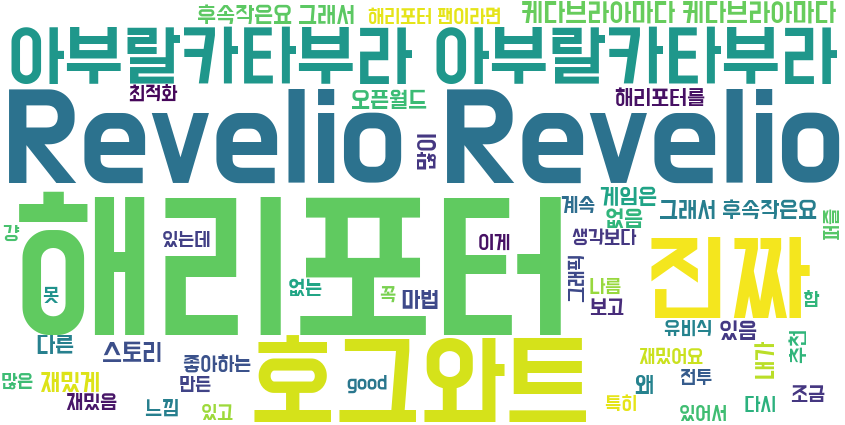 후속작은요 그래서
해리포터 팬이라면
케다브라아마다 케다브라아마다
아부랄카타부라 아부랄카타부라
최적화
오픈월드
해리포터를
Revelio Revelio
많이
해리포터
계속
게임은
없음
그래서 후속작은요
퍼즐
걍
있는데
이게
생각보다
진짜
그래픽
없는
꼭
마법
나름
보고
함
못
다른
스토리
좋아하는
호그와트
유비식
있음
재밌어요
내가
추천
많은
재밌게
만든
good
왜
전투
조금
재밌음
느낌
있고
특히
있어서
다시